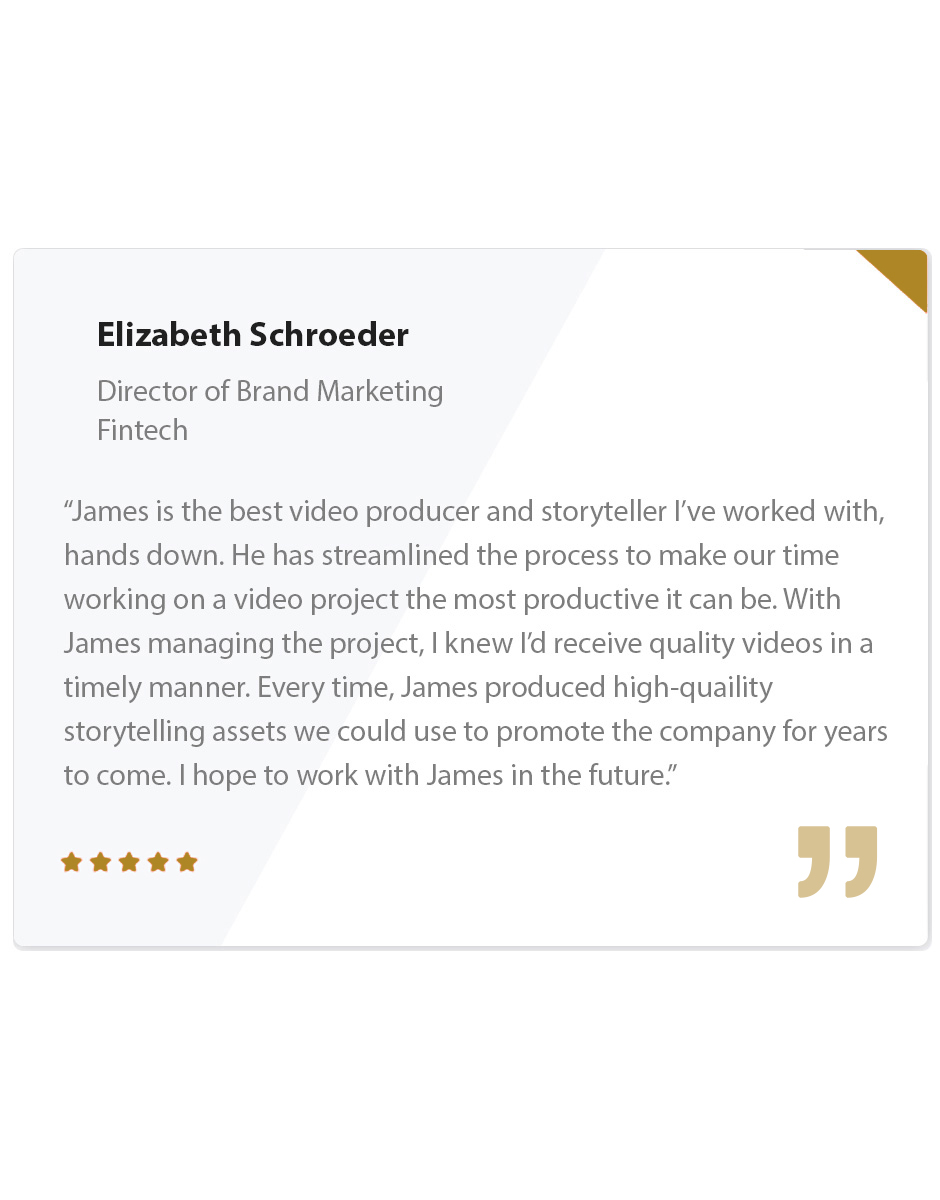 Elizabeth Schroeder
Director of Brand Marketing
Fintech
“James is the best video producer and storyteller I’ve worked with,
hands down. He has streamlined the process to make our time
working on a video project the most productive it can be. With
James managing the project, I knew I’d receive quality videos in a
timely manner. Every time, James produced high-quaility
storytelling assets we could use to promote the company for years
to come. I hope to work with James in the future.”